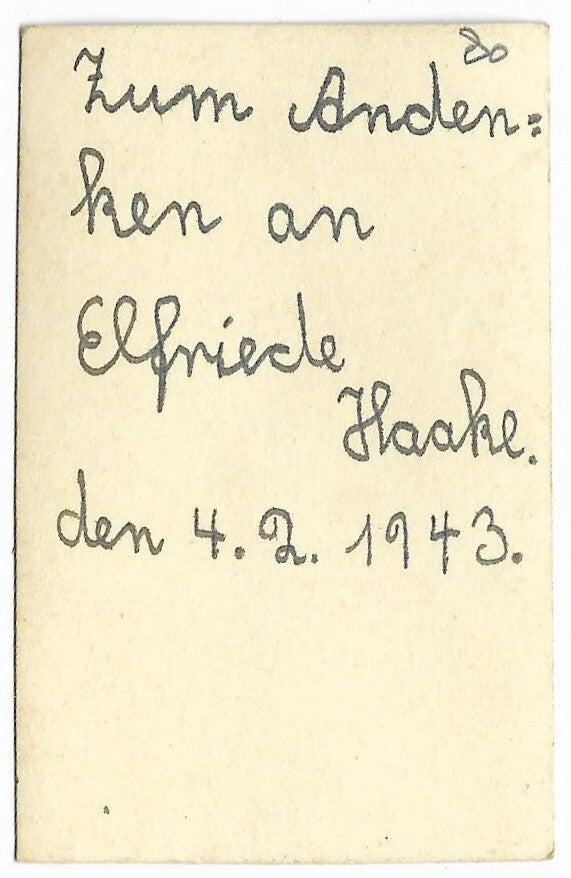 80
Zum Anden=
ken an
Elfriede
Haake.
den 4. 2. 1943.